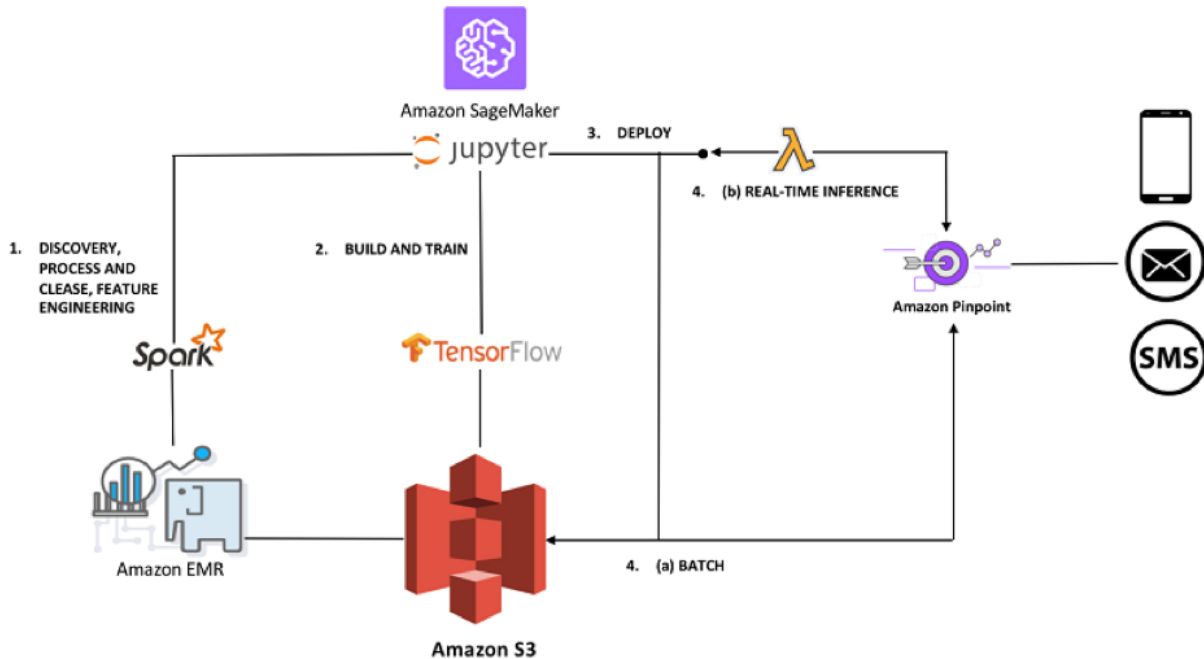 Amazon SageMaker
jupyter
3. DEPLOY
4. (b) REAL-TIME INFERENCE
1. DISCOVERY,
PROCESS AND
CLEASE, FEATURE
ENGINEERING
2. BUILD AND TRAIN
Amazon Pinpoint
Spark
TensorFlow
SMS
Amazon EMR
4. (a) BATCH
Amazon S3